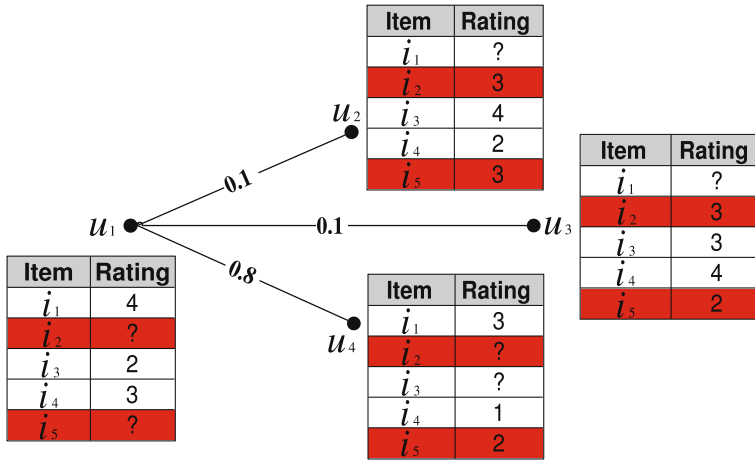 Item Rating
i1 ?
i2 3
i3 4
i4 2
i5 3
u2
Item Rating
i1 ?
i2 3
i3 3
i4 4
i5 2
0.1
u1
0.1
u3
0.8
Item Rating
i1 4
i2 ?
i3 2
i4 3
i5 ?
Item Rating
i1 3
i2 ?
i3 ?
i4 1
i5 2
u4